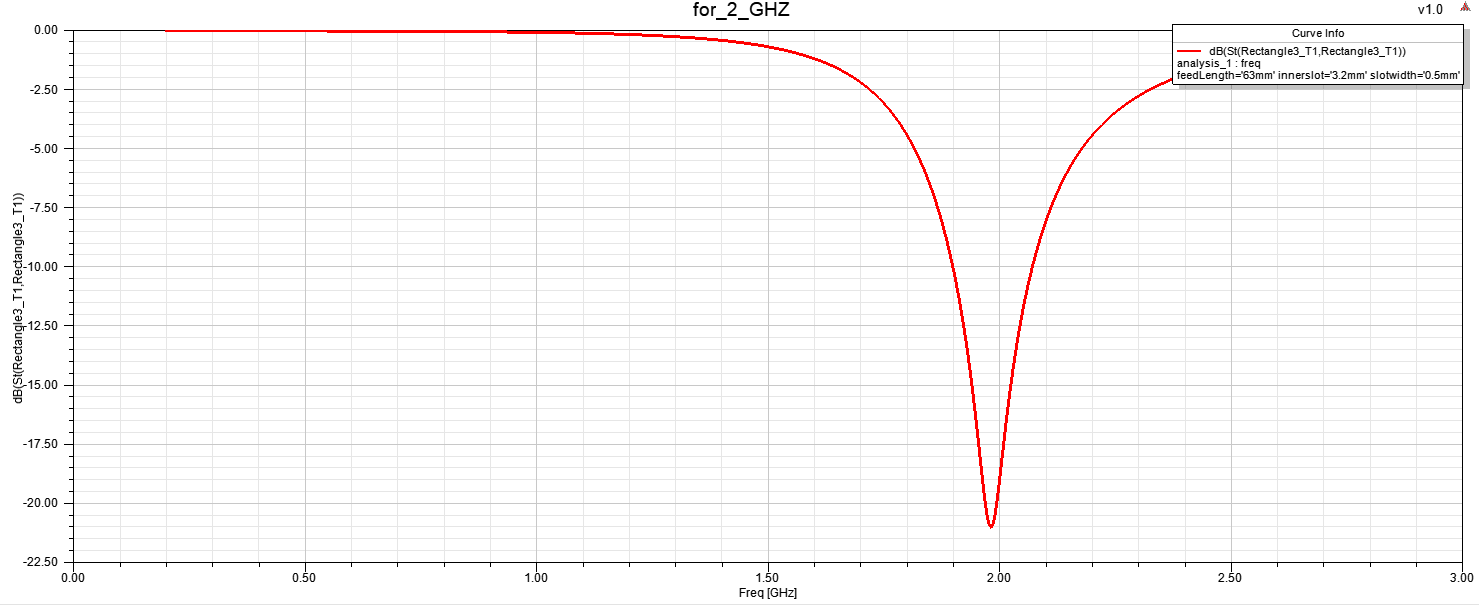 for_2_GHZ
v1.0
Curve Info
dB(St(Rectangle3_T1,Rectangle3_T1))
analysis_1 : freq
feedLength='63mm' innerslot='3.2mm' slotwidth='0.5mm'
dB(St(Rectangle3_T1,Rectangle3_T1))
0.00
-2.50
-5.00
-7.50
-10.00
-12.50
-15.00
-17.50
-20.00
-22.50
0.00 0.50 1.00 1.50 2.00 2.50 3.00
Freq [GHz]